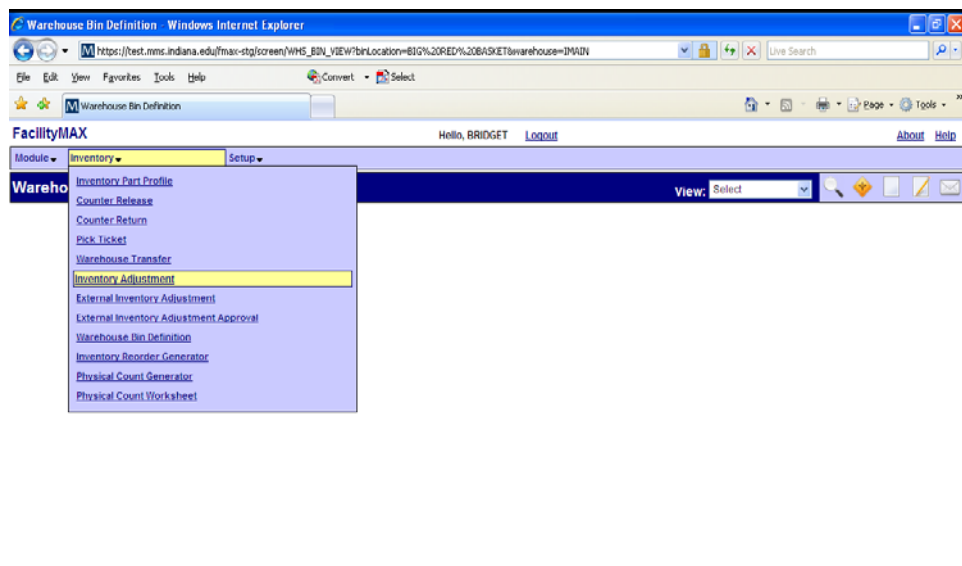 Warehouse Bin Definition - Windows Internet Explorer
https://test.mms.indiana.edu/fmax-stg/screen/WHS_BIN_VIEW?binLocation=BIG%20RED%20BASKET&warehouse=IMAIN
Live Search
File Edit View Favorites Tools Help
Convert Select
Warehouse Bin Definition
Page Tools
FacilityMAX
Hello, BRIDGET Logout
About Help
Module Inventory Setup
Wareho
View: Select
Inventory Part Profile
Counter Release
Counter Return
Pick Ticket
Warehouse Transfer
Inventory Adjustment
External Inventory Adjustment
External Inventory Adjustment Approval
Warehouse Bin Definition
Inventory Reorder Generator
Physical Count Generator
Physical Count Worksheet